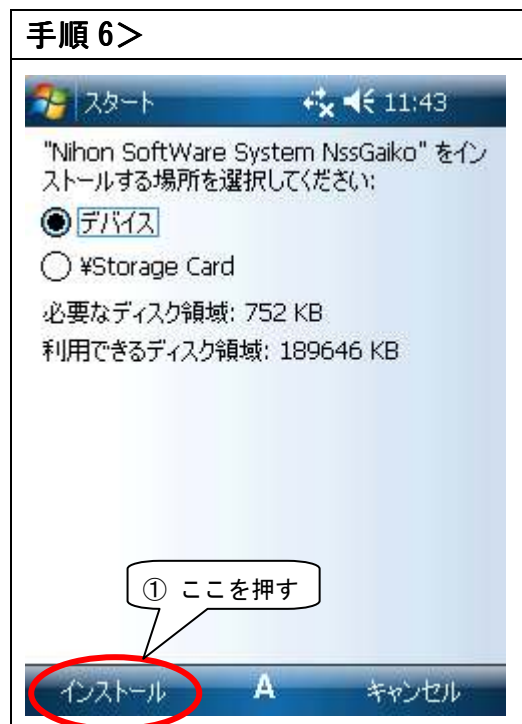 手順 6＞
スタート 11:43
"Nihon SoftWare System NssGaiko" をイン
ストールする場所を選択してください:
デバイス
¥Storage Card
必要なディスク領域: 752 KB
利用できるディスク領域: 189646 KB
① ここを押す
インストール A キャンセル